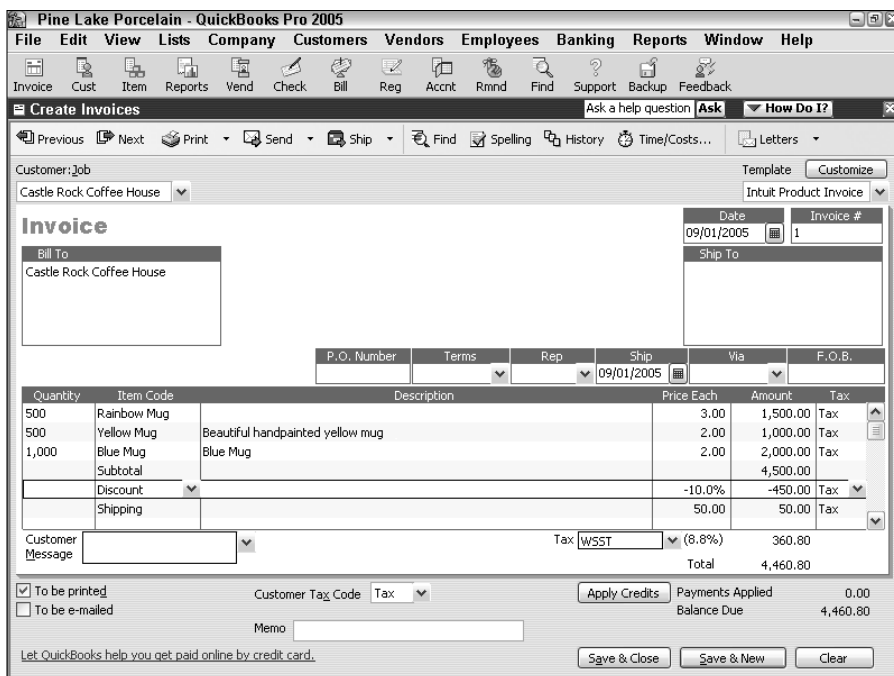 Pine Lake Porcelain - QuickBooks Pro 2005
File Edit View Lists Company Customers Vendors Employees Banking Reports Window Help
Invoice Cust Item Reports Vend Check Bill Reg Accnt Rmnd Find Support Backup Feedback
Create Invoices Ask a help question Ask How Do I?
Previous Next Print Send Ship Find Spelling History Time/Costs... Letters
Customer:Job Template Customize
Castle Rock Coffee House Intuit Product Invoice
Invoice Date Invoice #
09/01/2005 1
Bill To Ship To
Castle Rock Coffee House
P.O. Number Terms Rep Ship Via F.O.B.
09/01/2005
Quantity Item Code Description Price Each Amount Tax
500 Rainbow Mug 3.00 1,500.00 Tax
500 Yellow Mug Beautiful handpainted yellow mug 2.00 1,000.00 Tax
1,000 Blue Mug Blue Mug 2.00 2,000.00 Tax
Subtotal 4,500.00
Discount -10.0% -450.00 Tax
Shipping 50.00 50.00 Tax
Customer Message Tax WSST (8.8%) 360.80
Total 4,460.80
To be printed Customer Tax Code Tax Apply Credits Payments Applied 0.00
To be e-mailed Balance Due 4,460.80
Memo
Let QuickBooks help you get paid online by credit card. Save & Close Save & New Clear